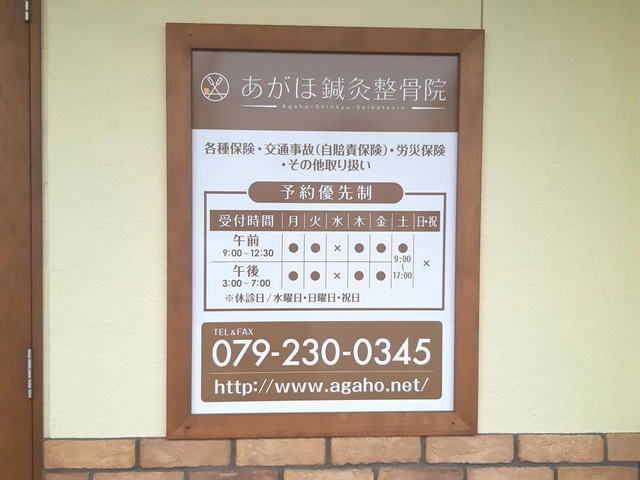 あがほ鍼灸整骨院
Agaho-Shinkyu-Seikotsuin
各種保険・交通事故(自賠責保険)・労災保険
・その他取り扱い
予約優先制
受付時間 月 火 水 木 金 土 日・祝
午前 9:00～12:30 ● ● × ● ● ● 9:00～17:00 ×
午後 3:00～7:00 ● ● × ● ●
※休診日/水曜日・日曜日・祝日
TEL&FAX
079-230-0345
http://www.agaho.net/